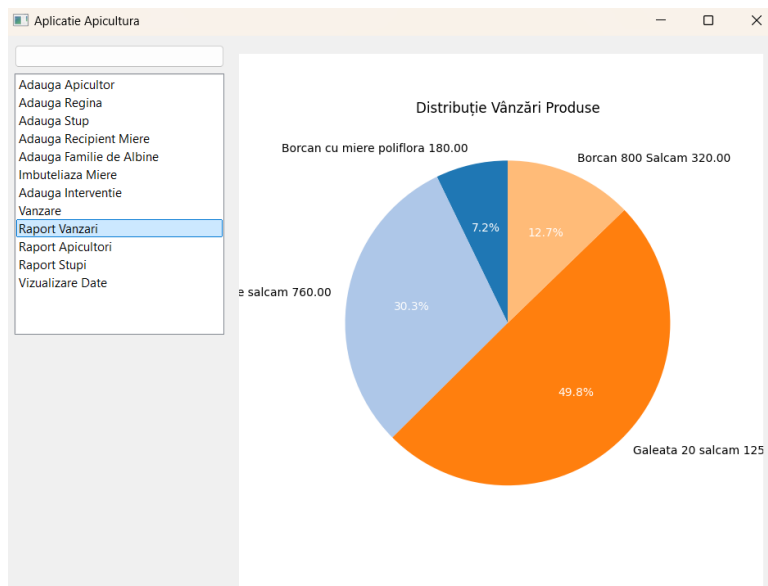 Aplicatie Apicultura
Adauga Apicultor
Adauga Regina
Adauga Stup
Adauga Recipient Miere
Adauga Familie de Albine
Imbuteliaza Miere
Adauga Interventie
Vanzare
Raport Vanzari
Raport Apicultori
Raport Stupi
Vizualizare Date
Distribuție Vânzări Produse
Borcan cu miere poliflora 180.00
Borcan 800 Salcam 320.00
7.2%
12.7%
e salcam 760.00
30.3%
49.8%
Galeata 20 salcam 125